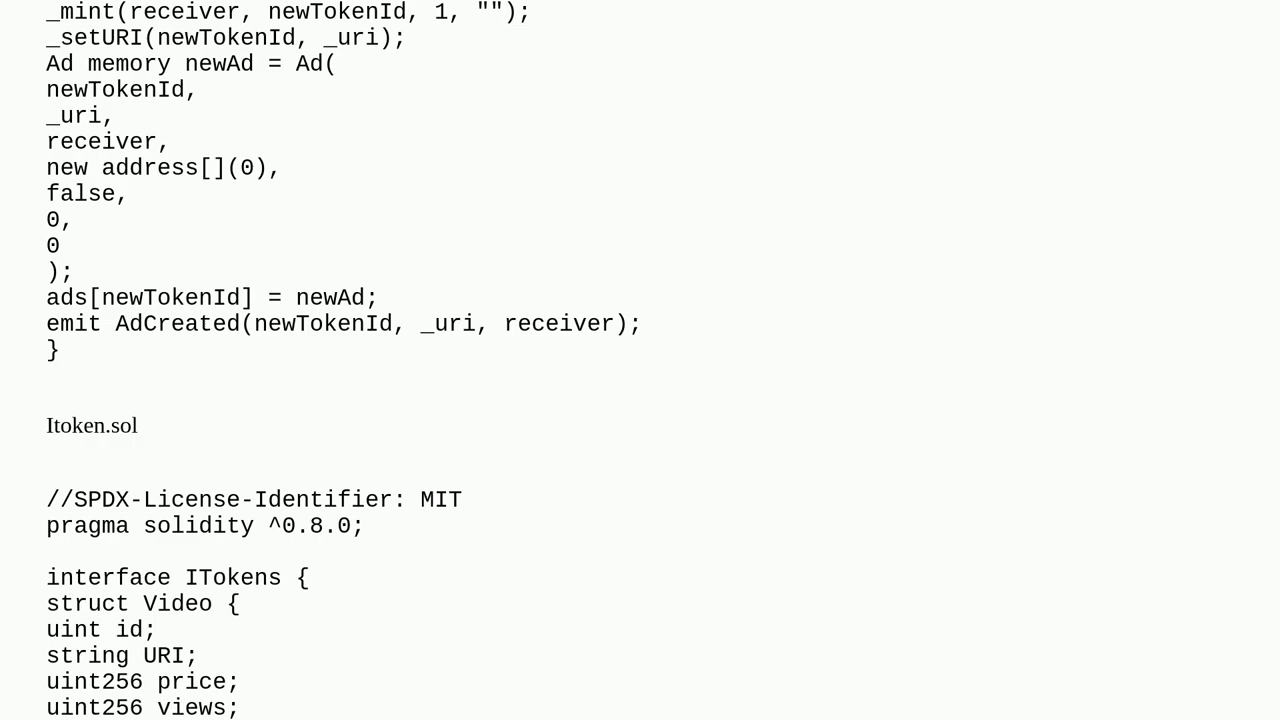 _mint(receiver, newTokenId, 1, "");
_setURI(newTokenId, _uri);
Ad memory newAd = Ad(
newTokenId,
_uri,
receiver,
new address[](0),
false,
0,
0
);
ads[newTokenId] = newAd;
emit AdCreated(newTokenId, _uri, receiver);
}
Itoken.sol
//SPDX-License-Identifier: MIT
pragma solidity ^0.8.0;
interface ITokens {
struct Video {
uint id;
string URI;
uint256 price;
uint256 views;